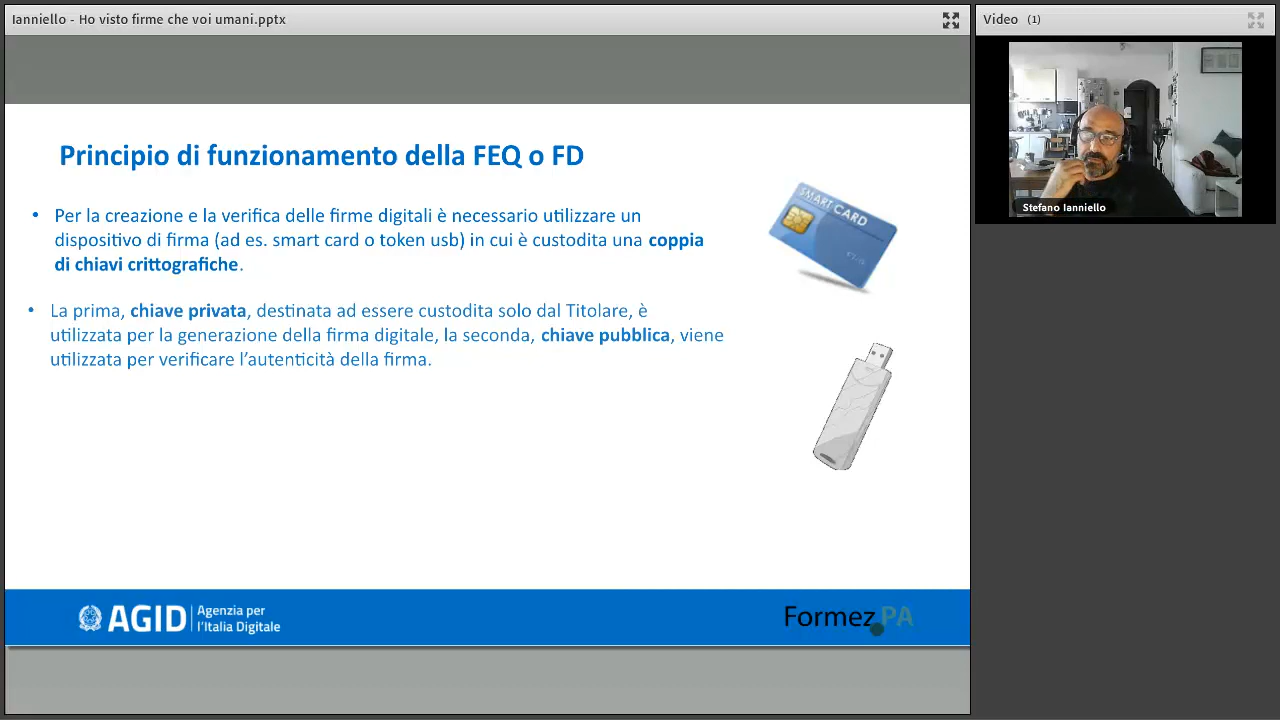 Ianniello - Ho visto firme che voi umani.pptx
Video (1)
Stefano Ianniello
Principio di funzionamento della FEQ o FD
• Per la creazione e la verifica delle firme digitali è necessario utilizzare un
dispositivo di firma (ad es. smart card o token usb) in cui è custodita una coppia
di chiavi crittografiche.
• La prima, chiave privata, destinata ad essere custodita solo dal Titolare, è
utilizzata per la generazione della firma digitale, la seconda, chiave pubblica, viene
utilizzata per verificare l'autenticità della firma.
SMART CARD
AGID
Agenzia per
l'Italia Digitale
Formez PA